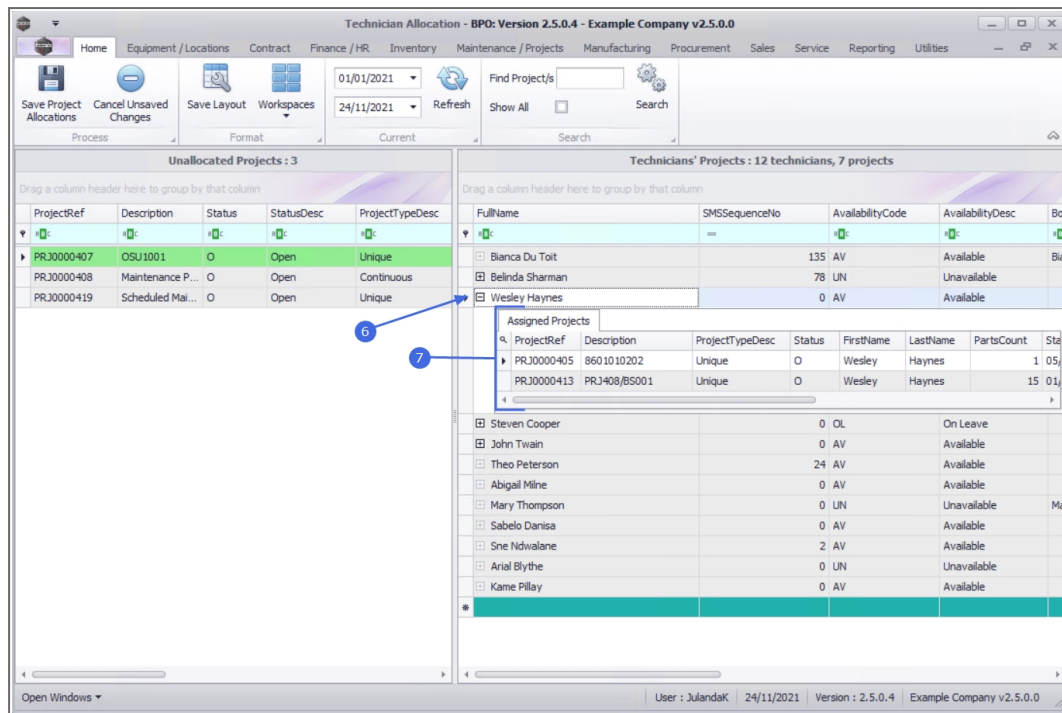 Technician Allocation - BPO: Version 2.5.0.4 - Example Company v2.5.0.0
Home Equipment / Locations Contract Finance / HR Inventory Maintenance / Projects Manufacturing Procurement Sales Service Reporting Utilities
Save Project Allocations Cancel Unsaved Changes Save Layout Workspaces 01/01/2021 24/11/2021 Refresh Find Project/s Show All Search
Process Format Current Search
Unallocated Projects : 3
Drag a column header here to group by that column
ProjectRef Description Status StatusDesc ProjectTypeDesc
PRJ0000407 OSU1001 O Open Unique
PRJ0000408 Maintenance P... O Open Continuous
PRJ0000419 Scheduled Mai... O Open Unique
Technicians' Projects : 12 technicians, 7 projects
Drag a column header here to group by that column
FullName SMSSequenceNo AvailabilityCode AvailabilityDesc Bo
Bianca Du Toit 135 AV Available Bia
Belinda Sharman 78 UN Unavailable
6 Wesley Haynes 0 AV Available
Assigned Projects
ProjectRef Description ProjectTypeDesc Status FirstName LastName PartsCount Sta
7 PRJ0000405 8601010202 Unique O Wesley Haynes 1 05/
PRJ0000413 PRJ408/BS001 Unique O Wesley Haynes 15 01/
Steven Cooper 0 OL On Leave
John Twain 0 AV Available
Theo Peterson 24 AV Available
Abigail Milne 0 AV Available
Mary Thompson 0 UN Unavailable Ma
Sabelo Danisa 0 AV Available
Sne Ndwalane 2 AV Available
Arial Blythe 0 UN Unavailable
Kame Pillay 0 AV Available
Open Windows User : JulandaK 24/11/2021 Version : 2.5.0.4 Example Company v2.5.0.0